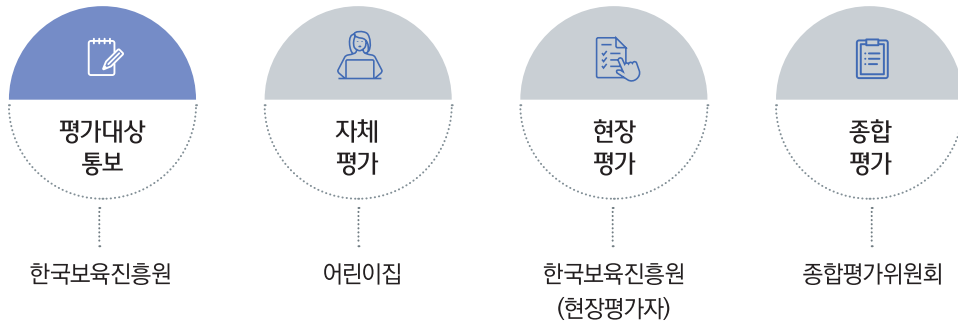 평가대상
통보
자체
평가
현장
평가
종합
평가
한국보육진흥원
어린이집
한국보육진흥원
(현장평가자)
종합평가위원회